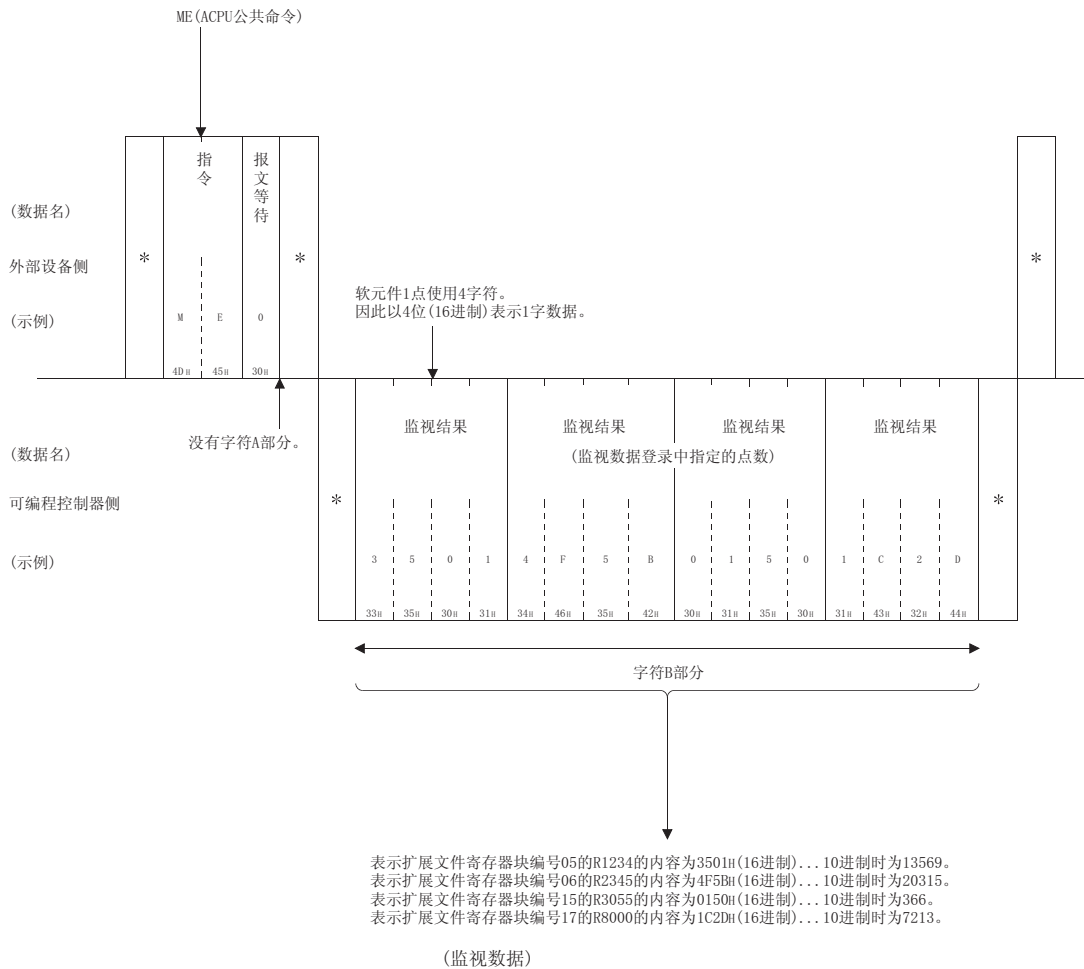 ME(ACPU公共命令)
指令
报文等待
(数据名)
* *
*
外部设备侧
软元件1点使用4字符。
因此以4位(16进制)表示1字数据。
(示例)
M E 0
4DH 45H 30H
没有字符A部分。
监视结果 监视结果 监视结果 监视结果
(数据名)
(监视数据登录中指定的点数)
可编程控制器侧
* *
(示例)
3 5 0 1 4 F 5 B 0 1 5 0 1 C 2 D
33H 35H 30H 31H 34H 46H 35H 42H 30H 31H 35H 30H 31H 43H 32H 44H
字符B部分
表示扩展文件寄存器块编号05的R1234的内容为3501H(16进制)...10进制时为13569。
表示扩展文件寄存器块编号06的R2345的内容为4F5BH(16进制)...10进制时为20315。
表示扩展文件寄存器块编号15的R3055的内容为0150H(16进制)...10进制时为366。
表示扩展文件寄存器块编号17的R8000的内容为1C2DH(16进制)...10进制时为7213。
(监视数据)